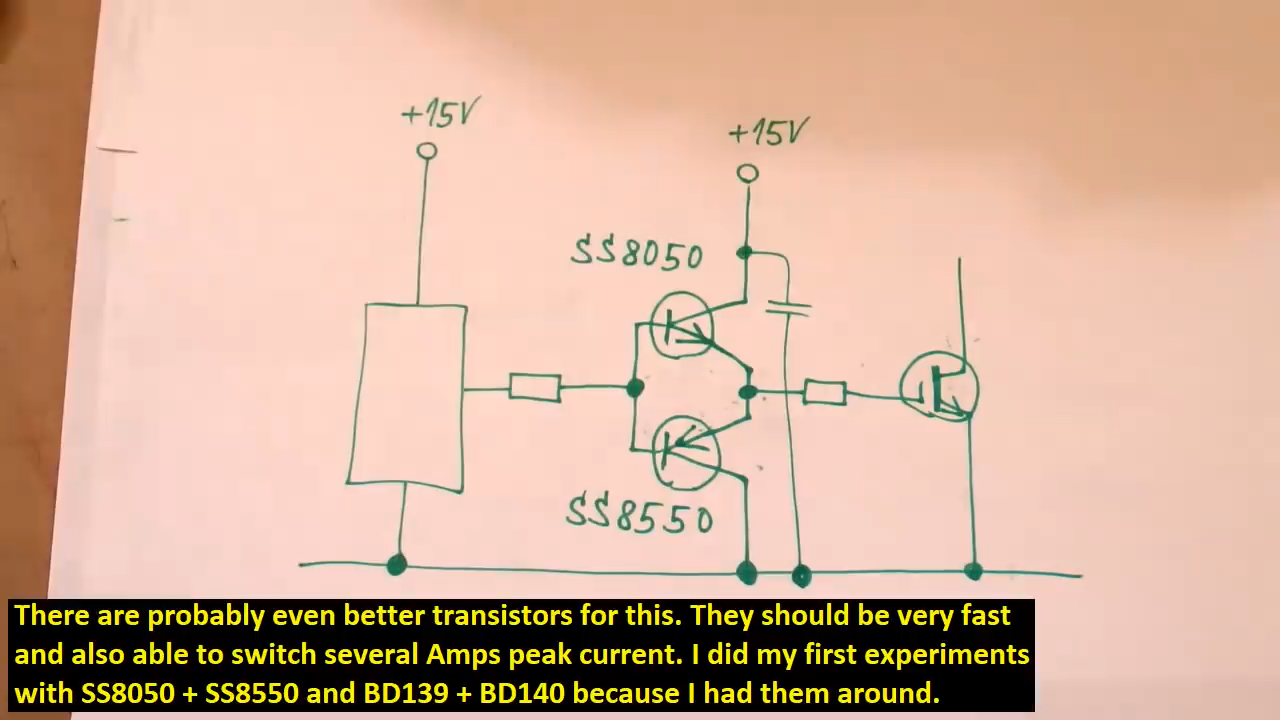 +15V
+15V
SS8050
SS8550
There are probably even better transistors for this. They should be very fast
and also able to switch several Amps peak current. I did my first experiments
with SS8050 + SS8550 and BD139 + BD140 because I had them around.